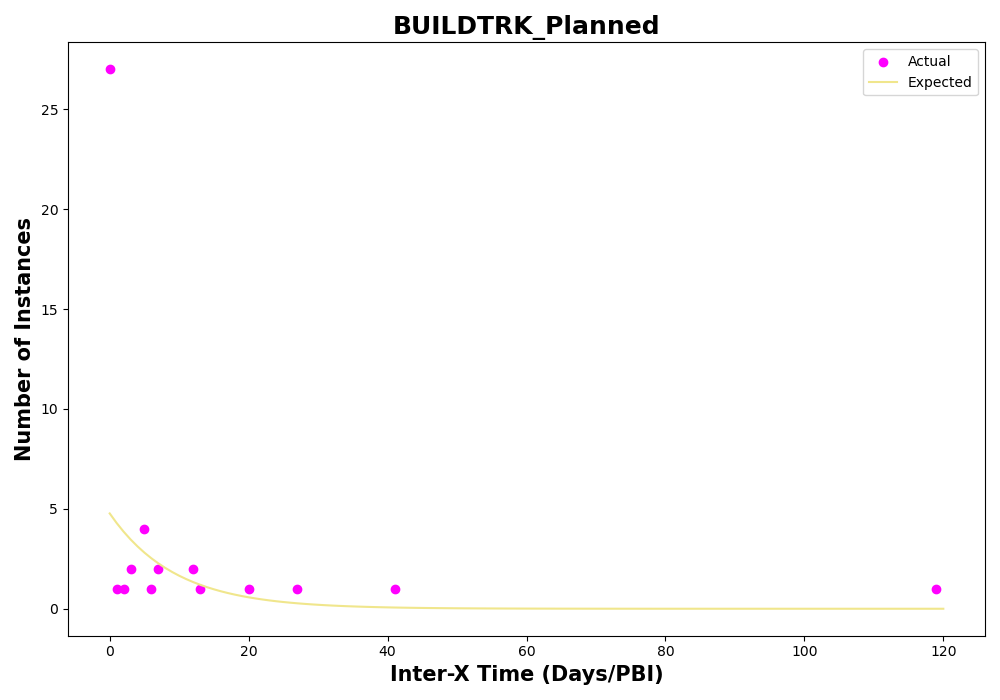 BUILDTRK_Planned
Actual
Expected
Number of Instances
25
20
15
10
5
0
0 20 40 60 80 100 120
Inter-X Time (Days/PBI)